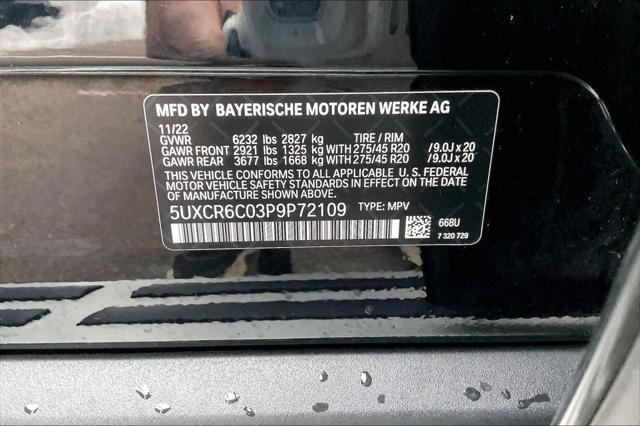 MFD BY BAYERISCHE MOTOREN WERKE AG
11/22
GVWR 6232 lbs 2827 kg TIRE / RIM
GAWR FRONT 2921 lbs 1325 kg WITH 275/45 R20 /9.0J x 20
GAWR REAR 3677 lbs 1668 kg WITH 275/45 R20 /9.0J x 20
THIS VEHICLE CONFORMS TO ALL APPLICABLE U. S. FEDERAL
MOTOR VEHICLE SAFETY STANDARDS IN EFFECT ON THE DATE
OF MANUFACTURE SHOWN ABOVE.
5UXCR6C03P9P72109 TYPE: MPV
668U
7 320 729